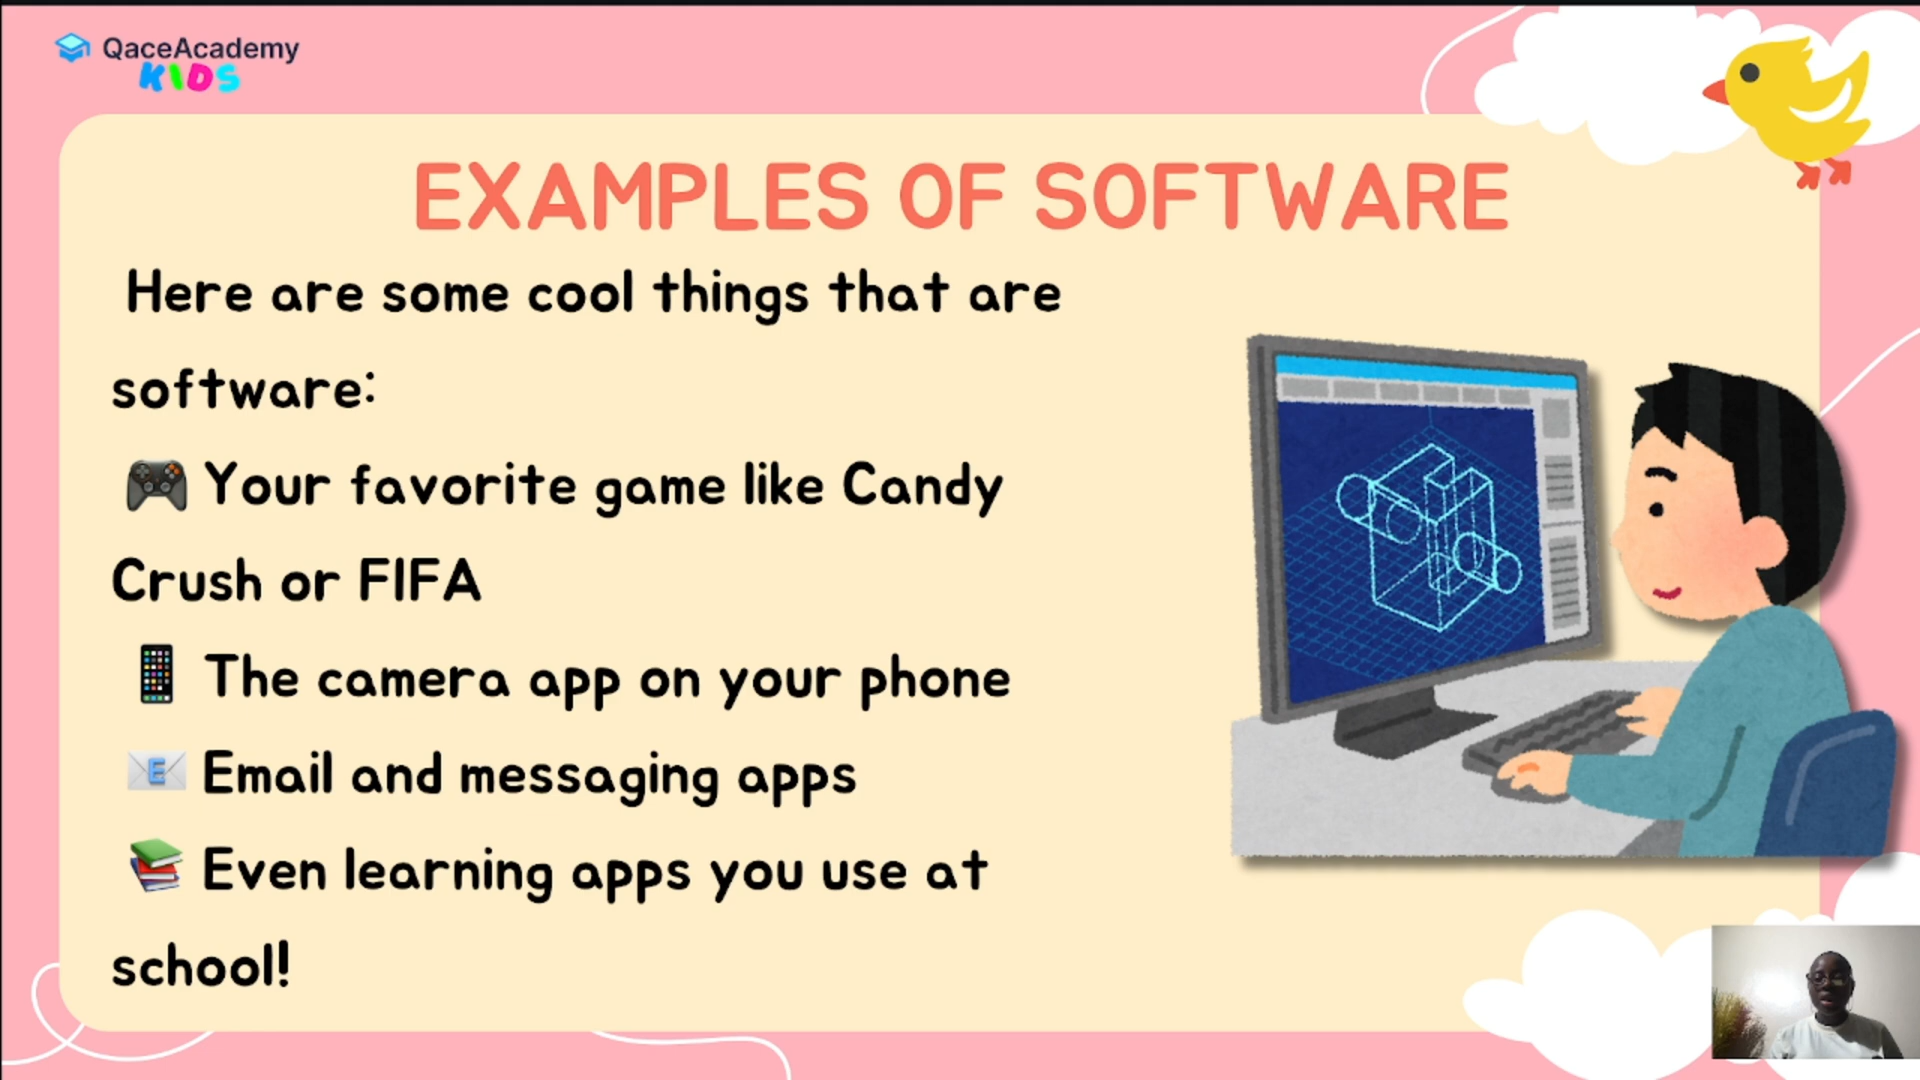 QaceAcademy
KIDS
EXAMPLES OF SOFTWARE
Here are some cool things that are
software:
🎮 Your favorite game like Candy
Crush or FIFA
📱 The camera app on your phone
📧 Email and messaging apps
📚 Even learning apps you use at
school!